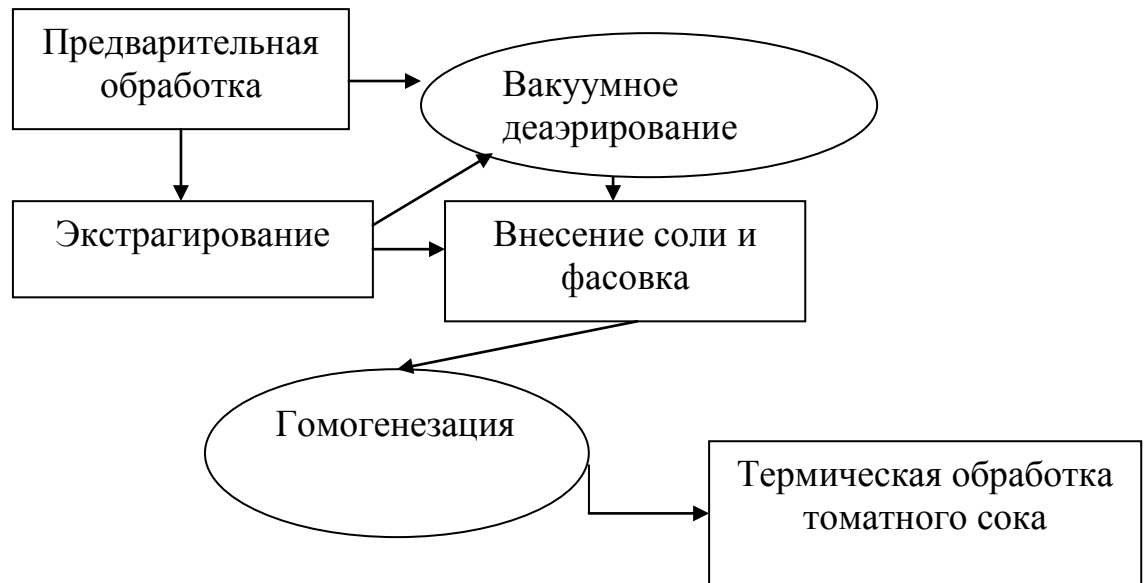 Предварительная
обработка
Вакуумное
деаэрирование
Экстрагирование
Внесение соли и
фасовка
Гомогенезация
Термическая обработка
томатного сока